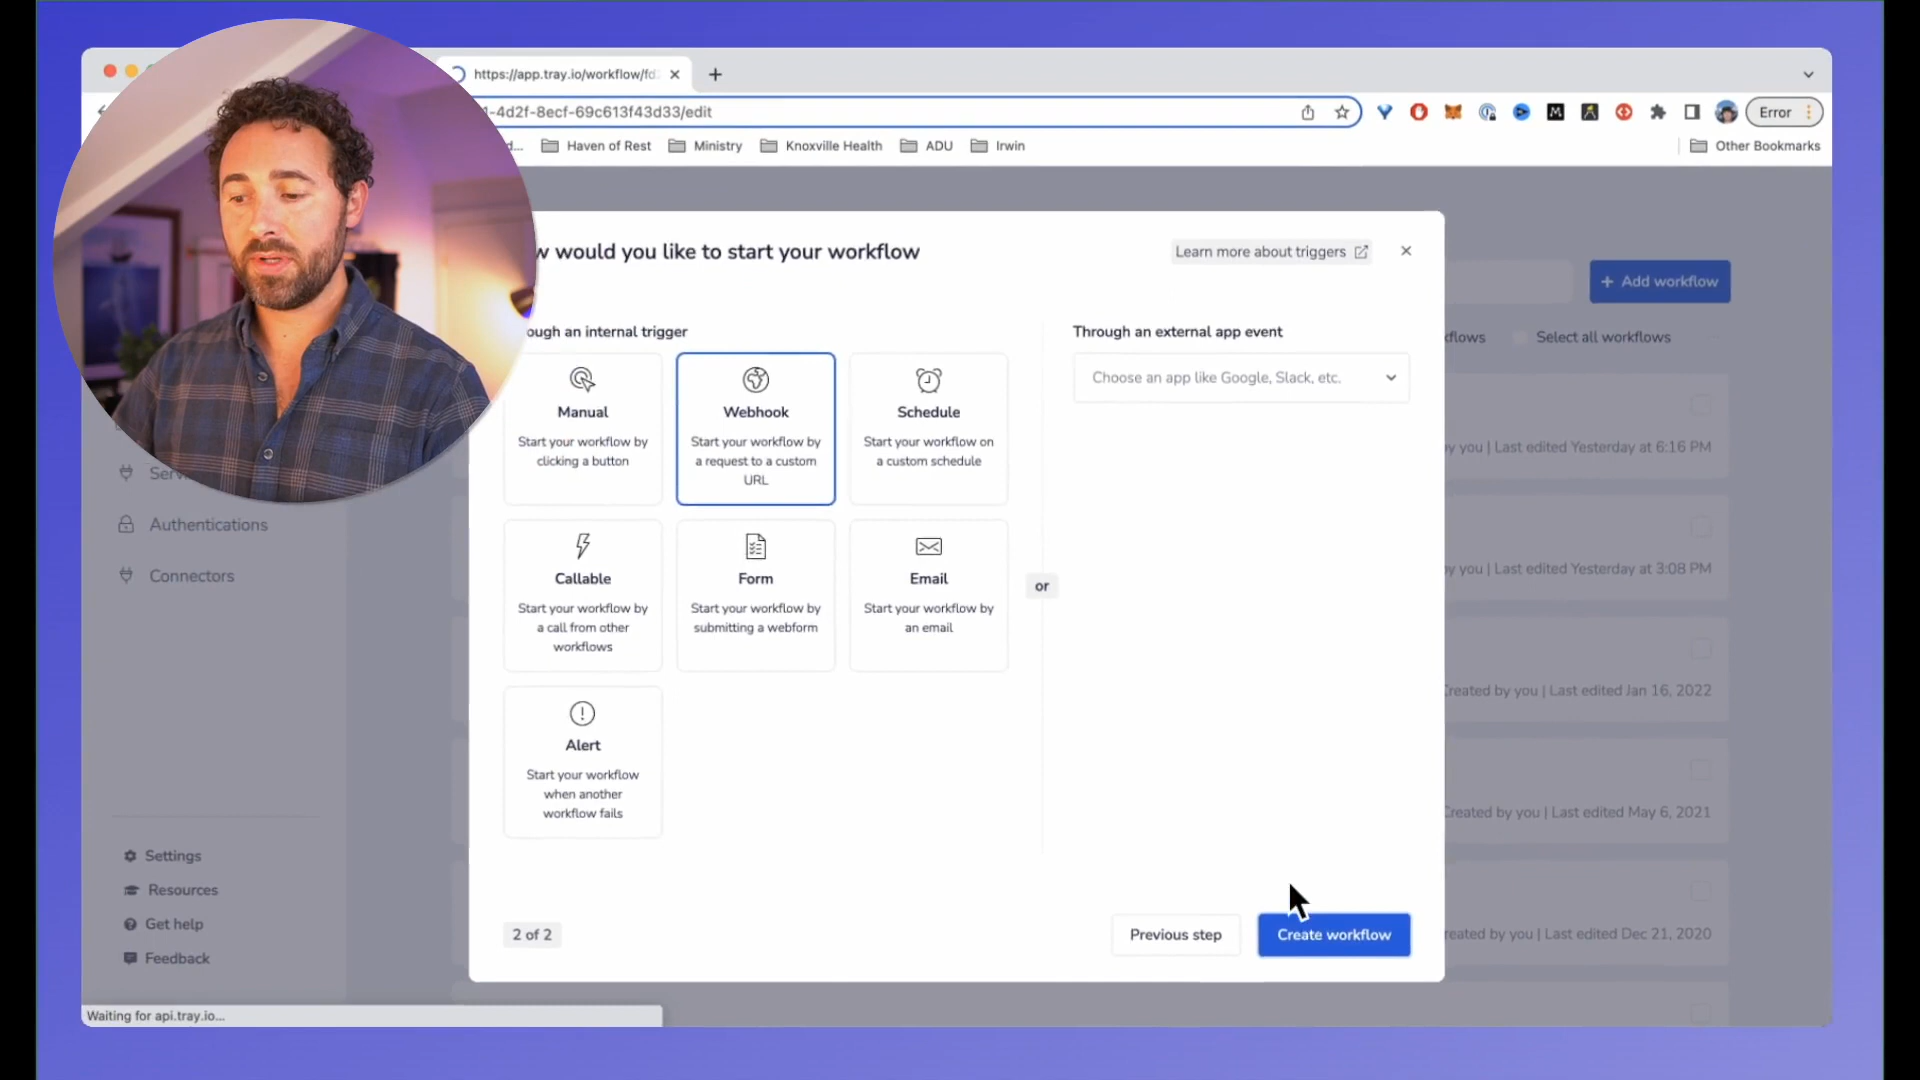 https://app.tray.io/workflow/fd
-4d2f-8ecf-69c613f43d33/edit
Error
d...
Haven of Rest
Ministry
Knoxville Health
ADU
Irwin
Other Bookmarks
w would you like to start your workflow
Learn more about triggers
+ Add workflow
ough an internal trigger
Through an external app event
flows
Select all workflows
Choose an app like Google, Slack, etc.
Manual
Start your workflow by
clicking a button
Webhook
Start your workflow by
a request to a custom
URL
Schedule
Start your workflow on
a custom schedule
by you | Last edited Yesterday at 6:16 PM
Serv
Authentications
Connectors
Callable
Start your workflow by
a call from other
workflows
Form
Start your workflow by
submitting a webform
Email
Start your workflow by
an email
or
by you | Last edited Yesterday at 3:08 PM
Created by you | Last edited Jan 16, 2022
Alert
Start your workflow
when another
workflow fails
Created by you | Last edited May 6, 2021
Settings
Resources
Get help
Feedback
2 of 2
Previous step
Create workflow
reated by you | Last edited Dec 21, 2020
Waiting for api.tray.io...